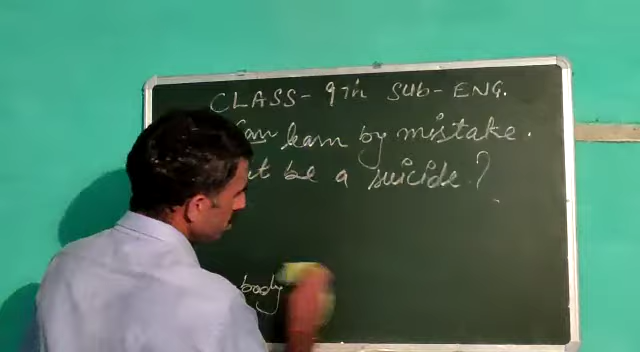 CLASS- 9th SUB- ENG.
Can learn by mistake.
be a suicide?
body